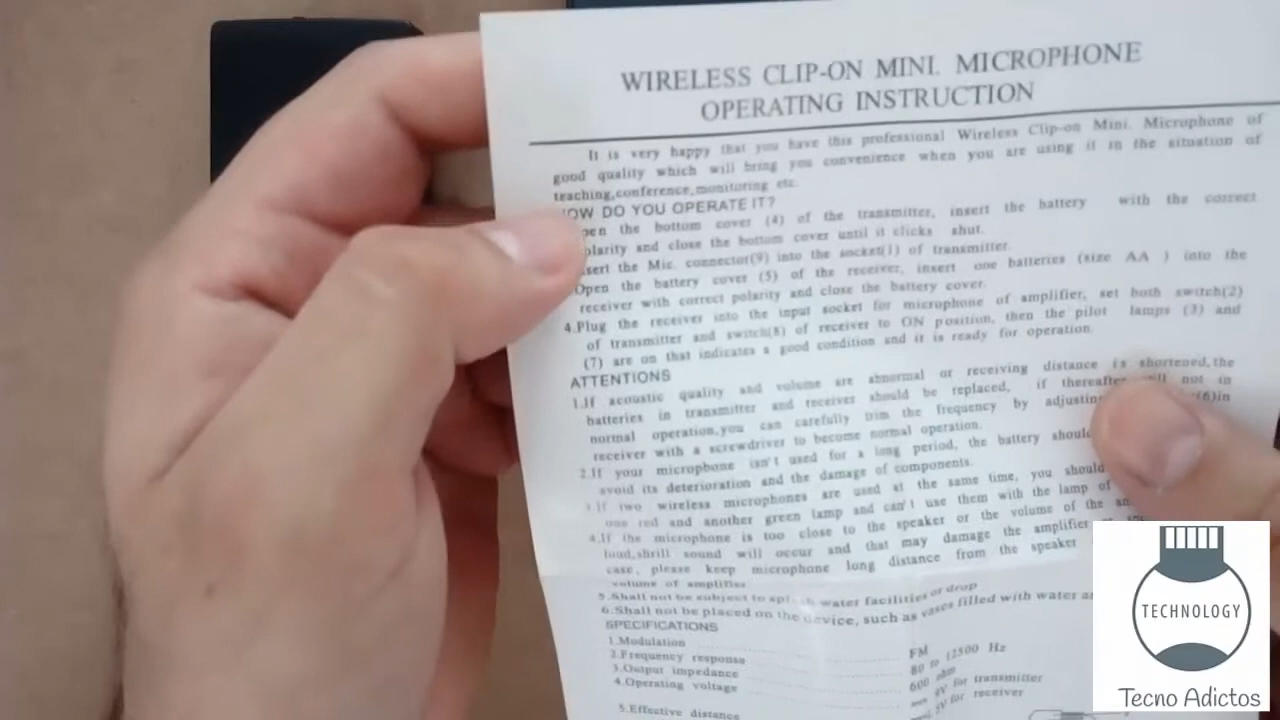 WIRELESS CLIP-ON MINI. MICROPHONE
OPERATING INSTRUCTION
It is very happy that you have this professional Wireless Clip-on Mini. Microphone of
good quality which will bring you convenience when you are using it in the situation of
teaching,conference,monitoring etc.
OW DO YOU OPERATE IT?
pen the bottom cover (4) of the transmitter, insert the battery with the correct
olarity and close the bottom cover until it clicks shut.
sert the Mic. connector(9) into the socket(1) of transmitter.
Open the battery cover (5) of the receiver, insert one batteries (size AA ) into the
receiver with correct polarity and close the battery cover.
4.Plug the receiver into the input socket for microphone of amplifier, set both switch(2)
of transmitter and switch(8) of receiver to ON position, then the pilot lamps (3) and
(7) are on that indicates a good condition and it is ready for operation.
ATTENTIONS
1.If acoustic quality and volume are abnormal or receiving distance is shortened,the
batteries in transmitter and receiver should be replaced, if thereafter will not in
normal operation,you can carefully trim the frequency by adjusting (6)in
receiver with a screwdriver to become normal operation.
2.If your microphone isn't used for a long period, the battery should
avoid its deterioration and the damage of components.
3.If two wireless microphones are used at the same time, you should
one red and another green lamp and can't use them with the lamp of
4.If the microphone is too close to the speaker or the volume of the
loud,shrill sound will occur and that may damage the amplifier
case, please keep microphone long distance from the speaker
volume of amplifier
5.Shall not be subject to water facilities or drop
6.Shall not be placed on the device, such as vases filled with water
SPECIFICATIONS
1.Modulation FM
2.Frequency response 80 to 12500 Hz
3.Output impedance 600 ohm
4.Operating voltage for transmitter
for receiver
5.Effective distance
TECHNOLOGY
Tecno Adictos